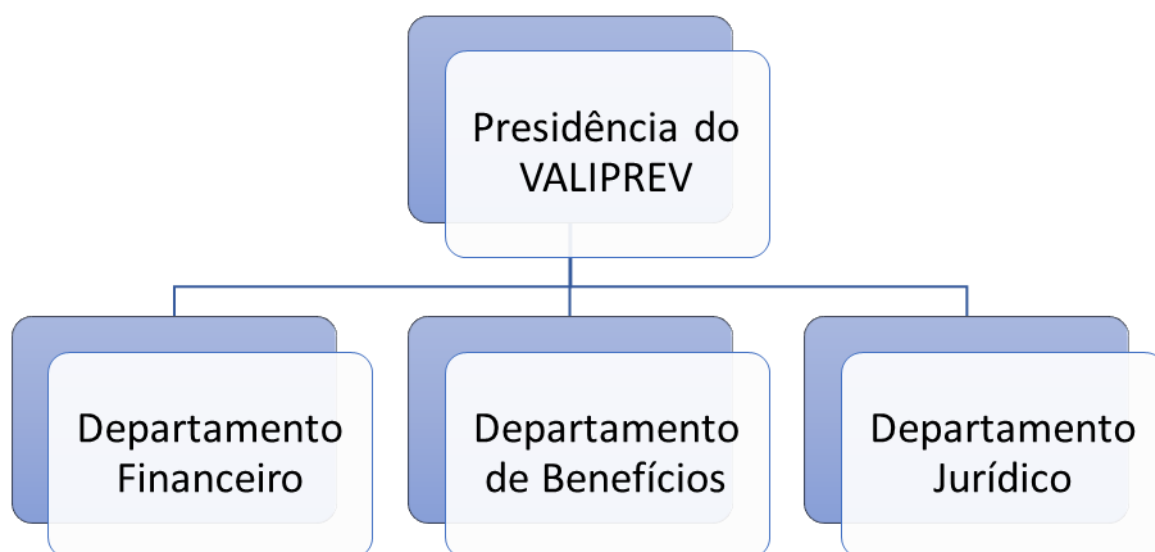 Presidência do
VALIPREV
Departamento
Financeiro
Departamento
de Benefícios
Departamento
Jurídico